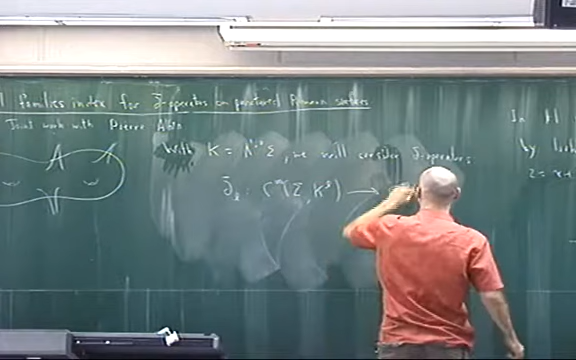 l families index for ∂̄-operators on punctured Riemann surfaces
Joint work with Pierre Albin
With K = Λ^{1,0} Σ, we will consider ∂̄-operators
∂̄_ℓ : C^∞(Σ, K^ℓ) →
In H
by
z = x+